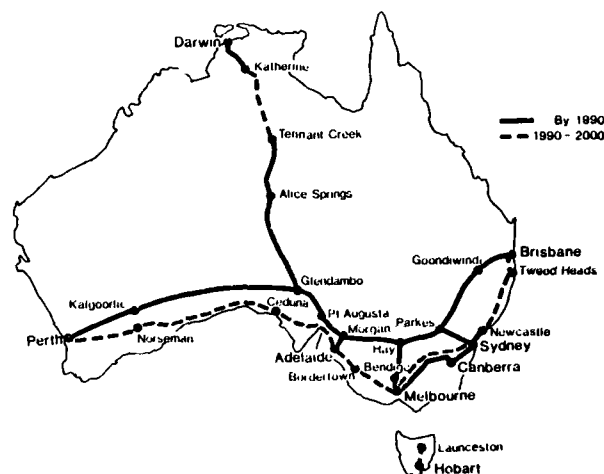 Darwin
Katherine
By 1990
1990 - 2000
Tennant Creek
Alice Springs
Goondiwindi
Brisbane
Tweed Heads
Glendambo
Kalgoorlie
Ceduna
Pt Augusta
Perth
Norseman
Morgan
Parkes
Newcastle
Hay
Sydney
Adelaide
Bendigo
Canberra
Bordertown
Melbourne
Launceston
Hobart